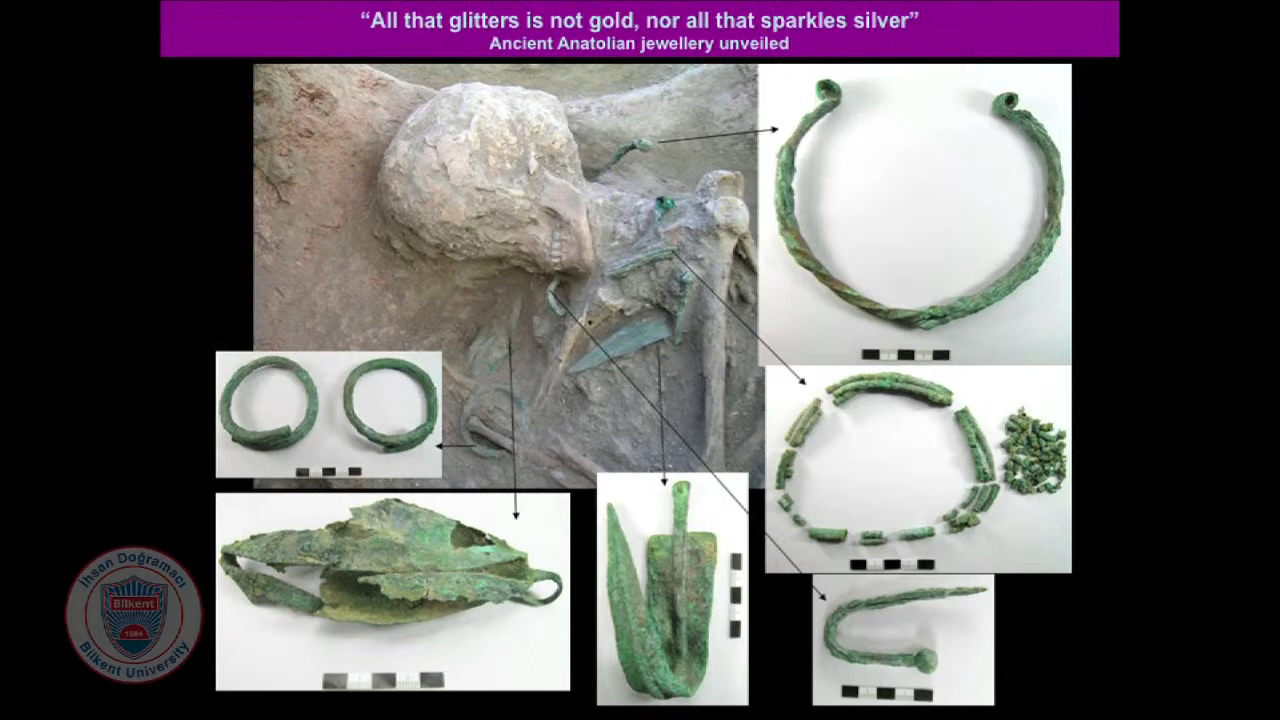 “All that glitters is not gold, nor all that sparkles silver”
Ancient Anatolian jewellery unveiled
İhsan Doğramacı
Bilkent
1984
Bilkent University